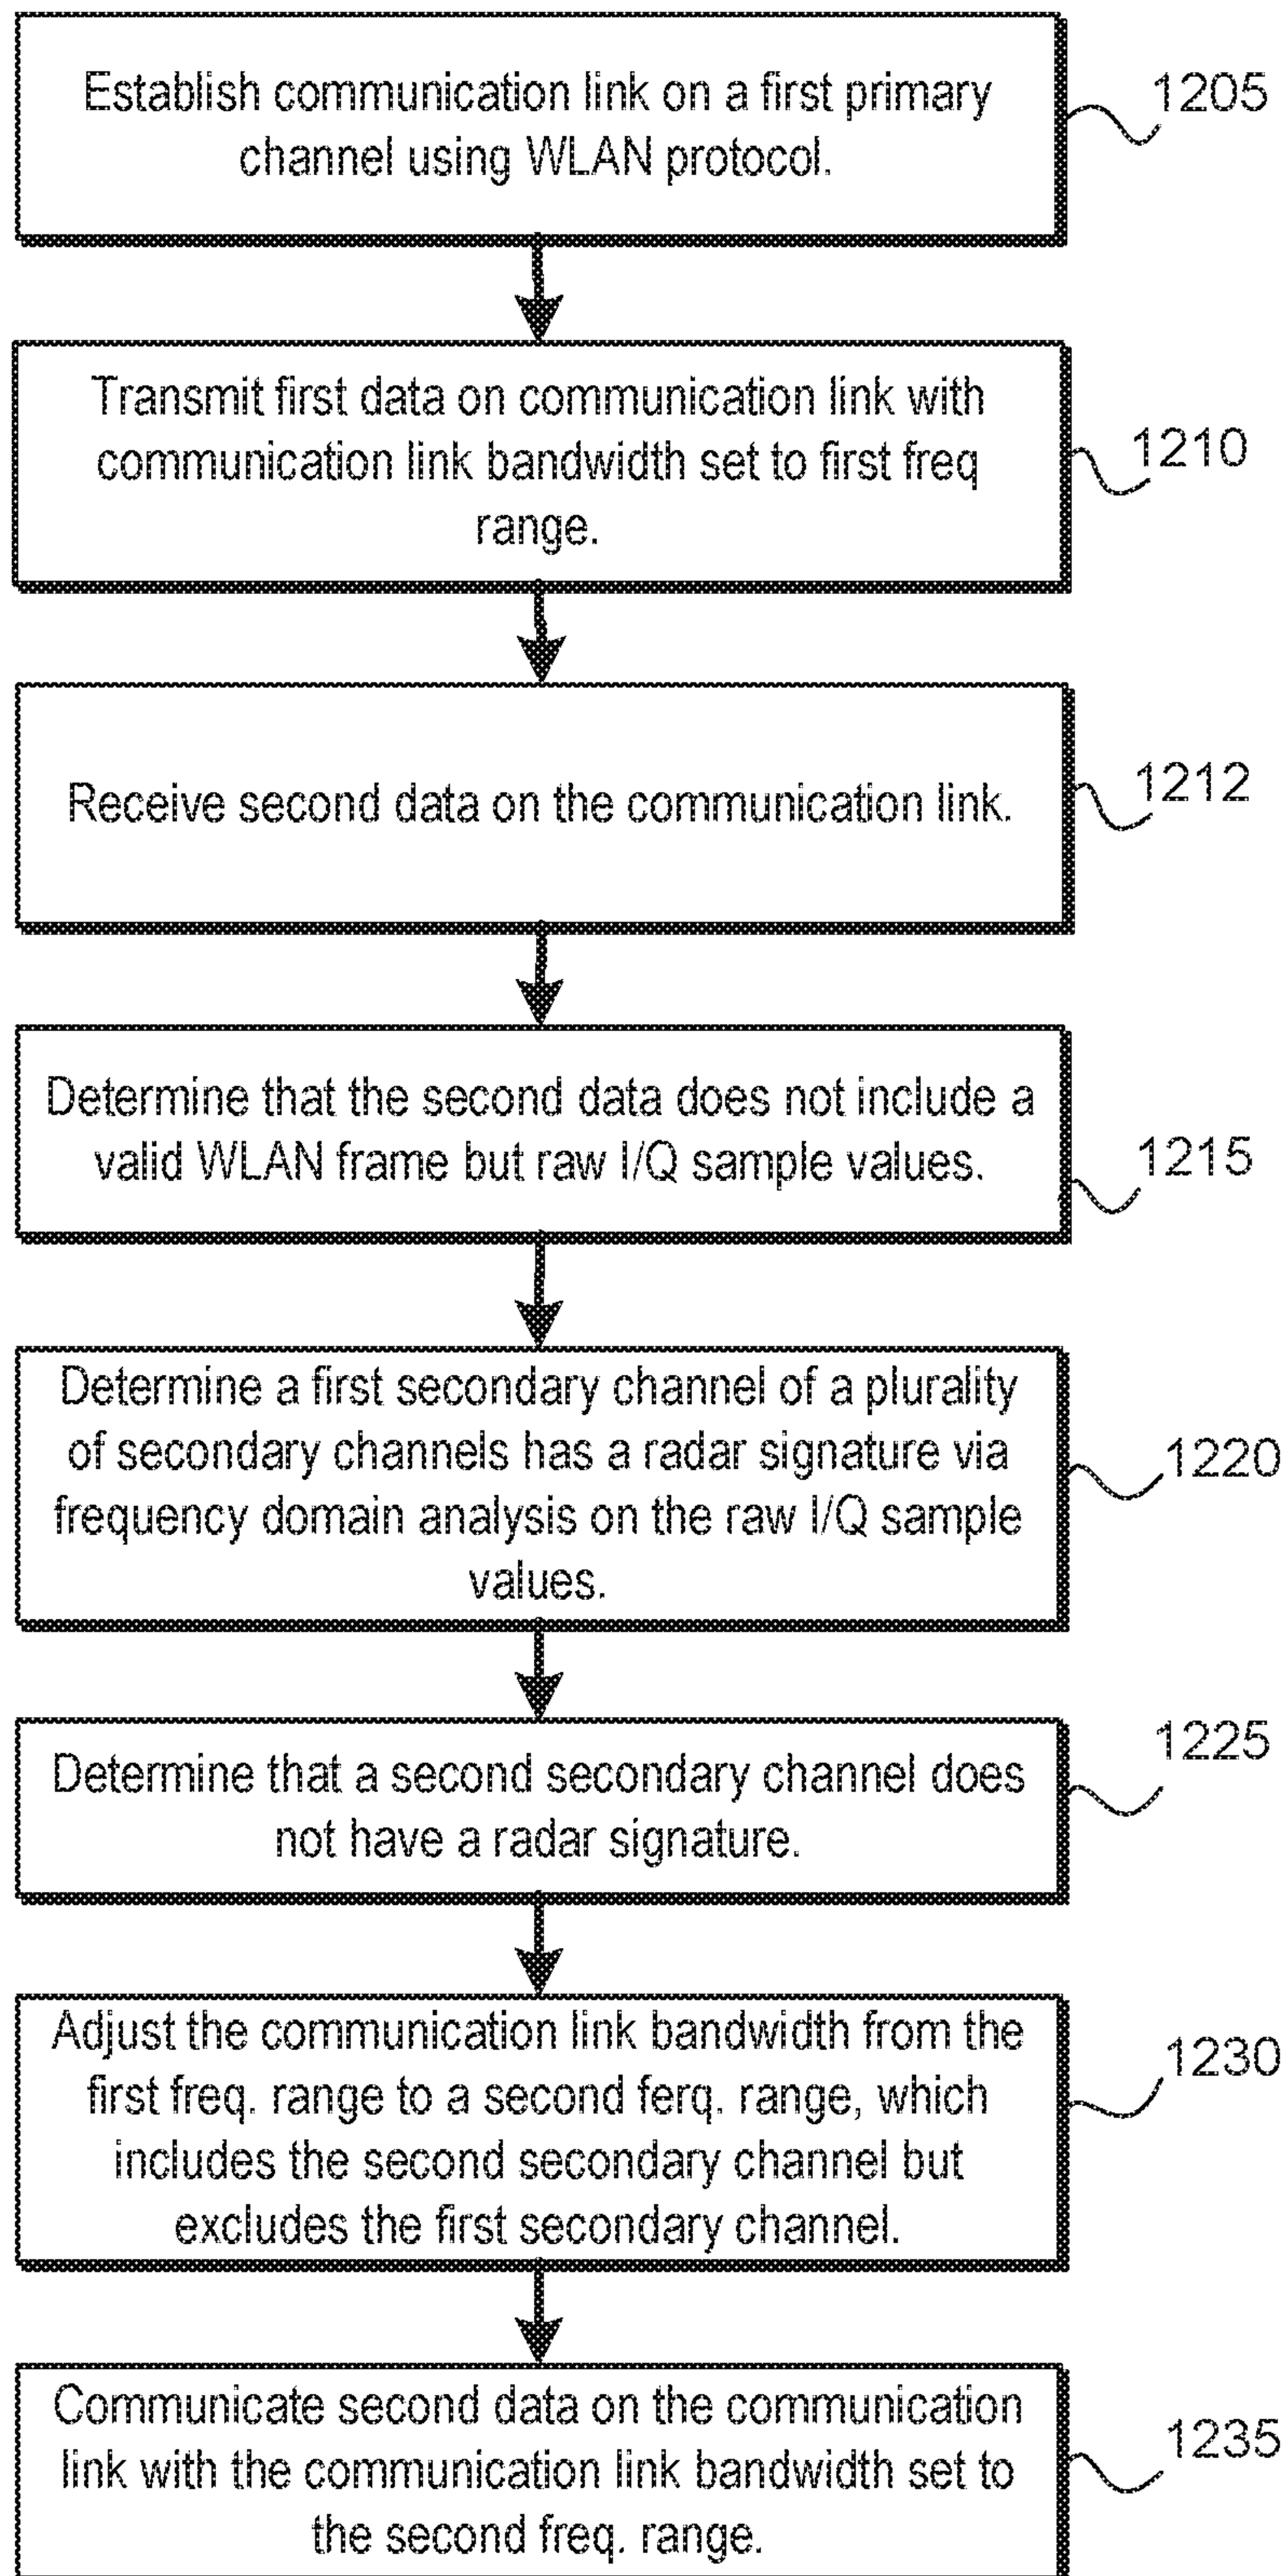 Establish communication link on a first primary
channel using WLAN protocol.
1205
Transmit first data on communication link with
communication link bandwidth set to first freq
range.
1210
Receive second data on the communication link.
1212
Determine that the second data does not include a
valid WLAN frame but raw I/Q sample values.
1215
Determine a first secondary channel of a plurality
of secondary channels has a radar signature via
frequency domain analysis on the raw I/Q sample
values.
1220
Determine that a second secondary channel does
not have a radar signature.
1225
Adjust the communication link bandwidth from the
first freq. range to a second ferq. range, which
includes the second secondary channel but
excludes the first secondary channel.
1230
Communicate second data on the communication
link with the communication link bandwidth set to
the second freq. range.
1235